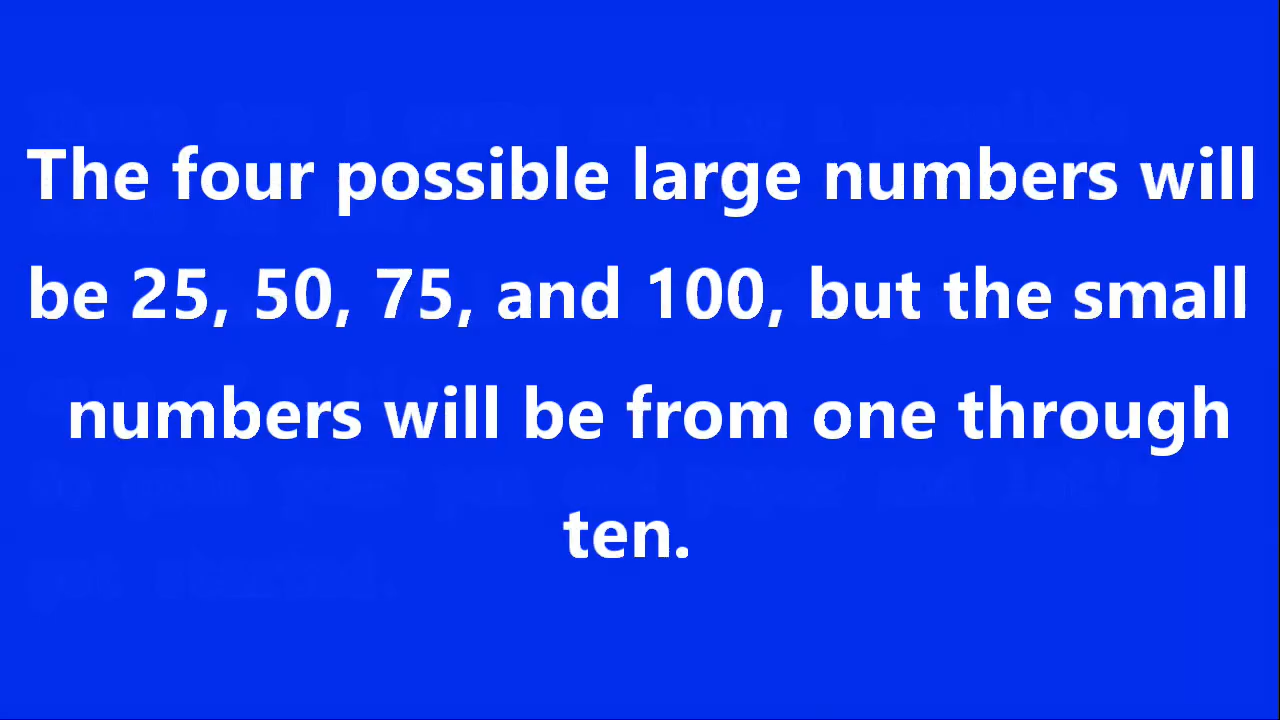 The four possible large numbers will
be 25, 50, 75, and 100, but the small
numbers will be from one through
ten.